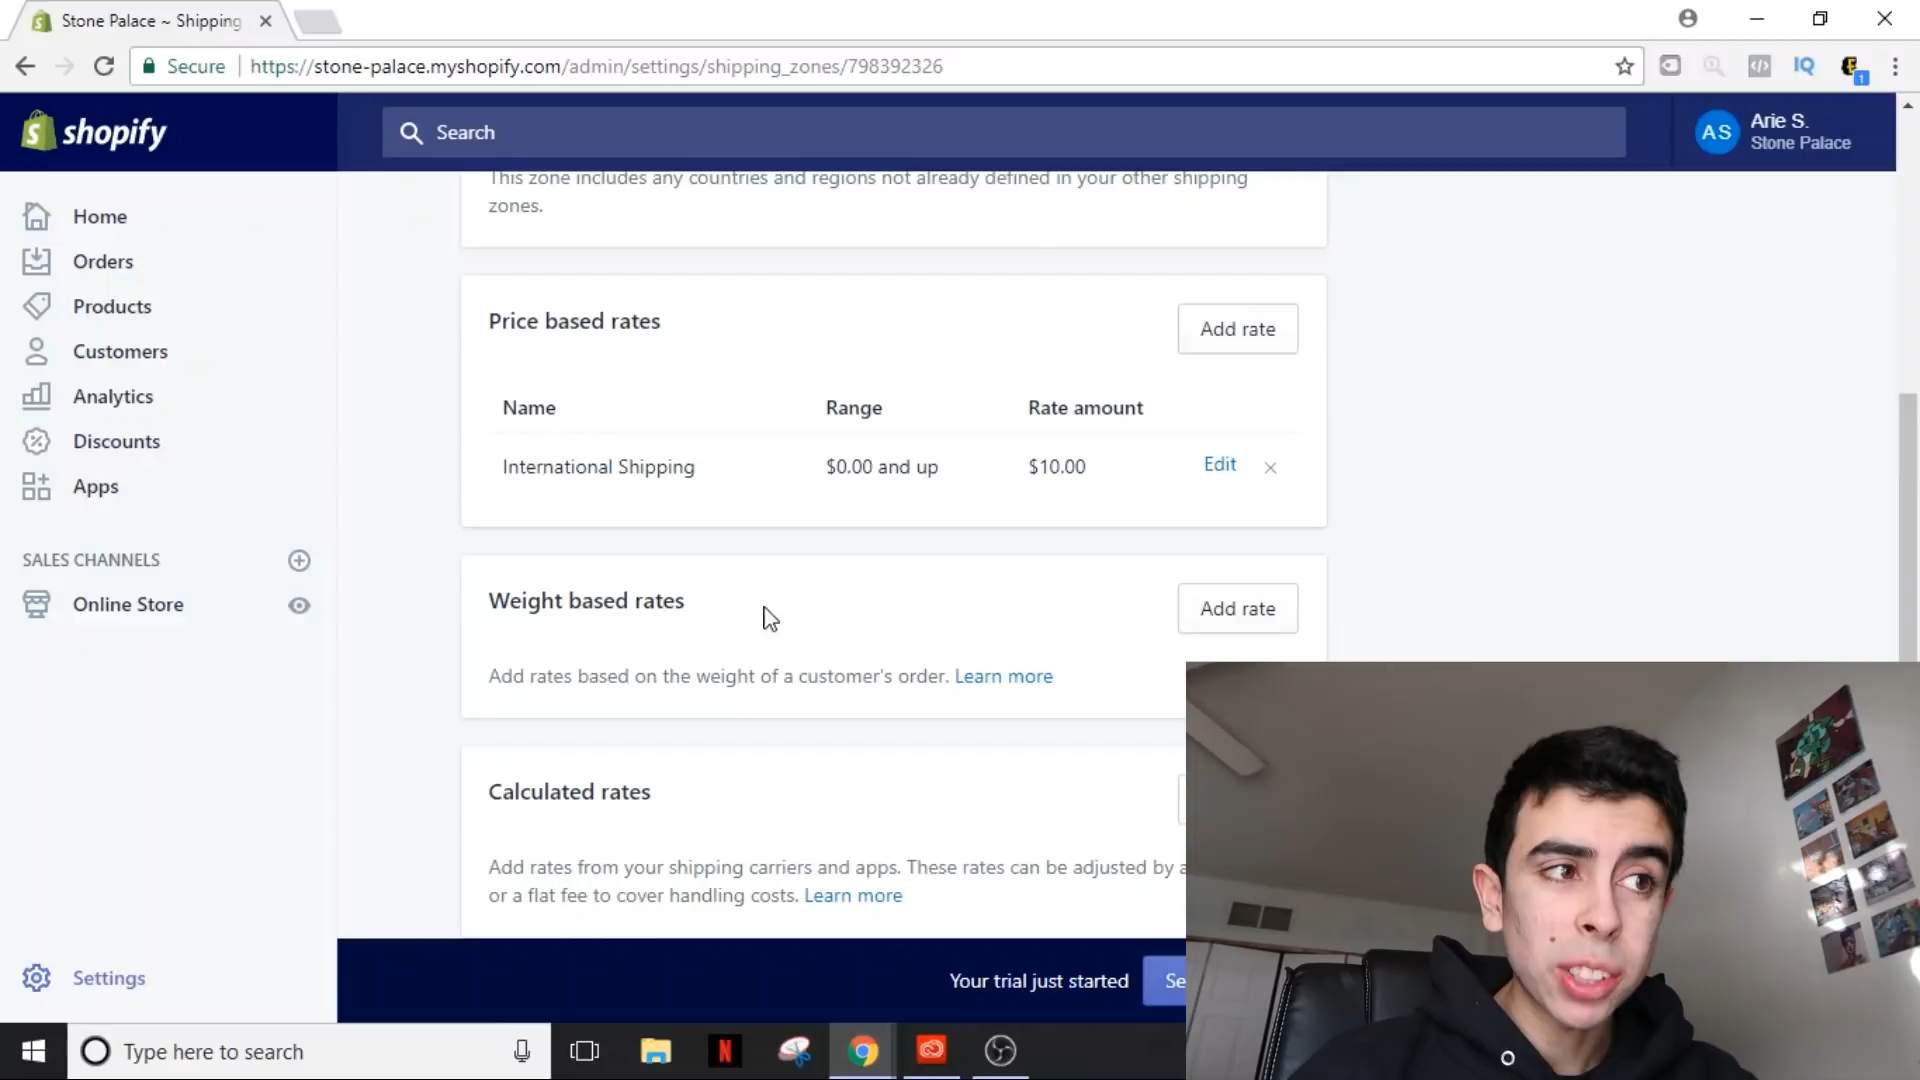 Stone Palace ~ Shipping
Secure https://stone-palace.myshopify.com/admin/settings/shipping_zones/798392326
IQ
1
shopify
Search
AS
Arie S.
Stone Palace
This zone includes any countries and regions not already defined in your other shipping
zones.
Home
Orders
Products
Customers
Analytics
Discounts
Apps
SALES CHANNELS
Online Store
Settings
Price based rates
Add rate
Name Range Rate amount
International Shipping $0.00 and up $10.00 Edit
Weight based rates
Add rate
Add rates based on the weight of a customer's order. Learn more
Calculated rates
Add rates from your shipping carriers and apps. These rates can be adjusted by
or a flat fee to cover handling costs. Learn more
Your trial just started
Type here to search
N